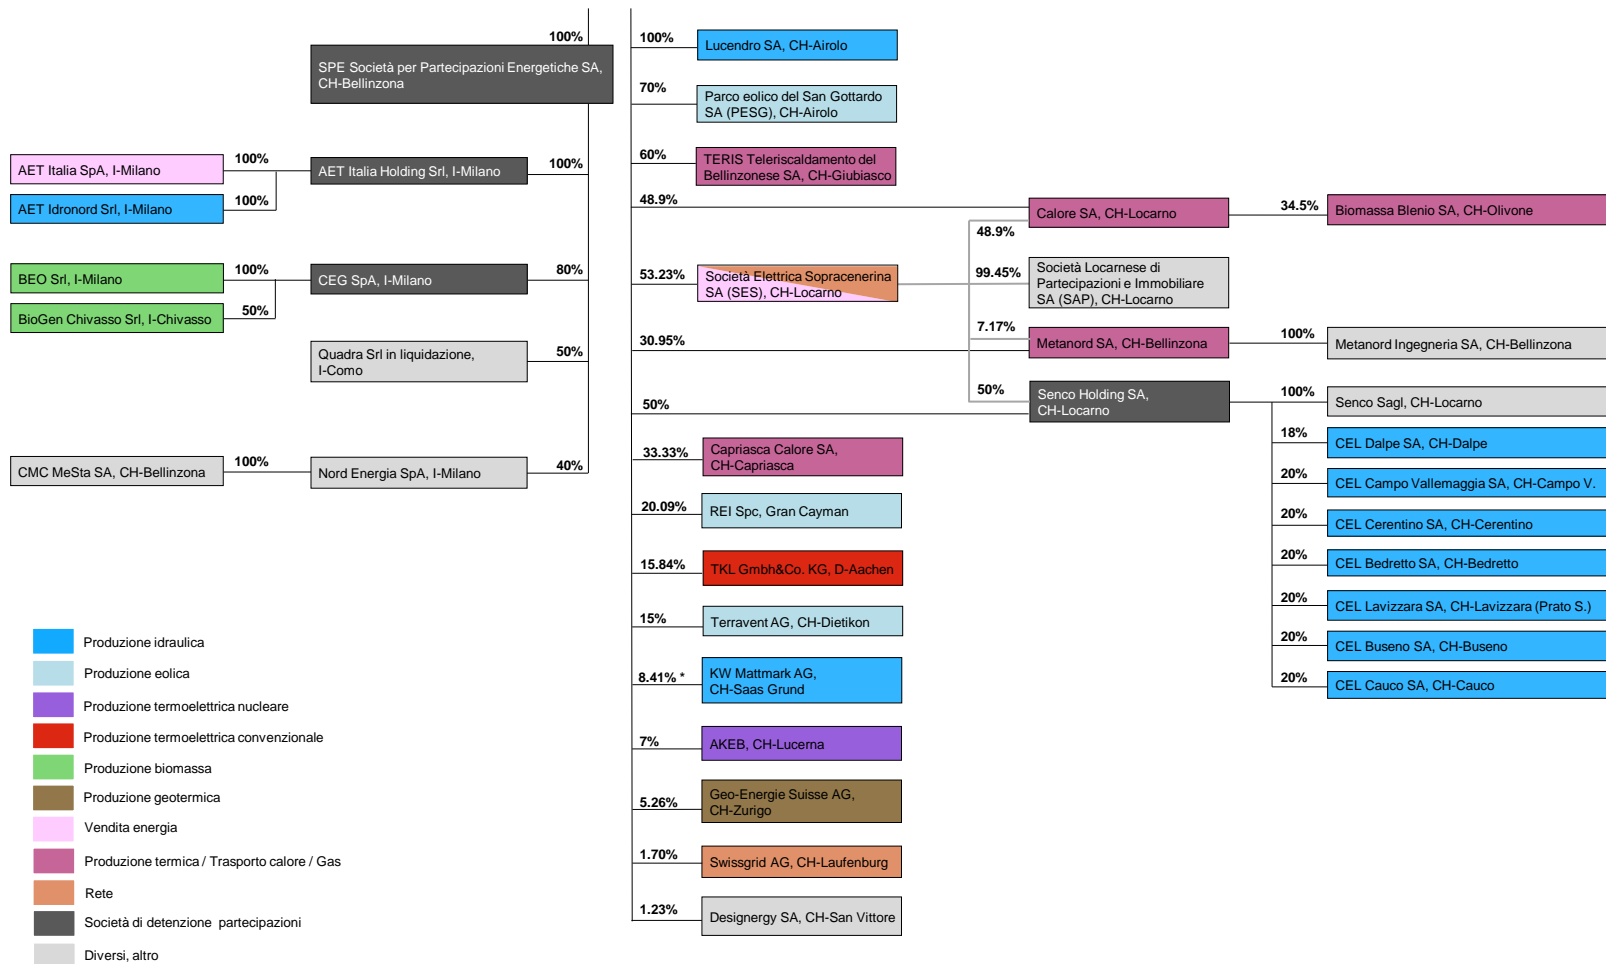 100%
SPE Società per Partecipazioni Energetiche SA,
CH-Bellinzona
AET Italia SpA, I-Milano
100%
AET Italia Holding Srl, I-Milano
100%
AET Idronord Srl, I-Milano
100%
BEO Srl, I-Milano
100%
CEG SpA, I-Milano
80%
BioGen Chivasso Srl, I-Chivasso
50%
Quadra Srl in liquidazione,
I-Como
50%
CMC MeSta SA, CH-Bellinzona
100%
Nord Energia SpA, I-Milano
40%
100%
Lucendro SA, CH-Airolo
70%
Parco eolico del San Gottardo
SA (PESG), CH-Airolo
60%
TERIS Teleriscaldamento del
Bellinzonese SA, CH-Giubiasco
48.9%
Calore SA, CH-Locarno
34.5%
Biomassa Blenio SA, CH-Olivone
48.9%
53.23%
Società Elettrica Sopracenerina
SA (SES), CH-Locarno
99.45%
Società Locarnese di
Partecipazioni e Immobiliare
SA (SAP), CH-Locarno
7.17%
30.95%
Metanord SA, CH-Bellinzona
100%
Metanord Ingegneria SA, CH-Bellinzona
50%
50%
Senco Holding SA,
CH-Locarno
100%
Senco Sagl, CH-Locarno
18%
CEL Dalpe SA, CH-Dalpe
20%
CEL Campo Vallemaggia SA, CH-Campo V.
20%
CEL Cerentino SA, CH-Cerentino
20%
CEL Bedretto SA, CH-Bedretto
20%
CEL Lavizzara SA, CH-Lavizzara (Prato S.)
20%
CEL Buseno SA, CH-Buseno
20%
CEL Cauco SA, CH-Cauco
33.33%
Capriasca Calore SA,
CH-Capriasca
20.09%
REI Spc, Gran Cayman
15.84%
TKL Gmbh&Co. KG, D-Aachen
15%
Terravent AG, CH-Dietikon
8.41% *
KW Mattmark AG,
CH-Saas Grund
7%
AKEB, CH-Lucerna
5.26%
Geo-Energie Suisse AG,
CH-Zurigo
1.70%
Swissgrid AG, CH-Laufenburg
1.23%
Designergy SA, CH-San Vittore
Produzione idraulica
Produzione eolica
Produzione termoelettrica nucleare
Produzione termoelettrica convenzionale
Produzione biomassa
Produzione geotermica
Vendita energia
Produzione termica / Trasporto calore / Gas
Rete
Società di detenzione partecipazioni
Diversi, altro